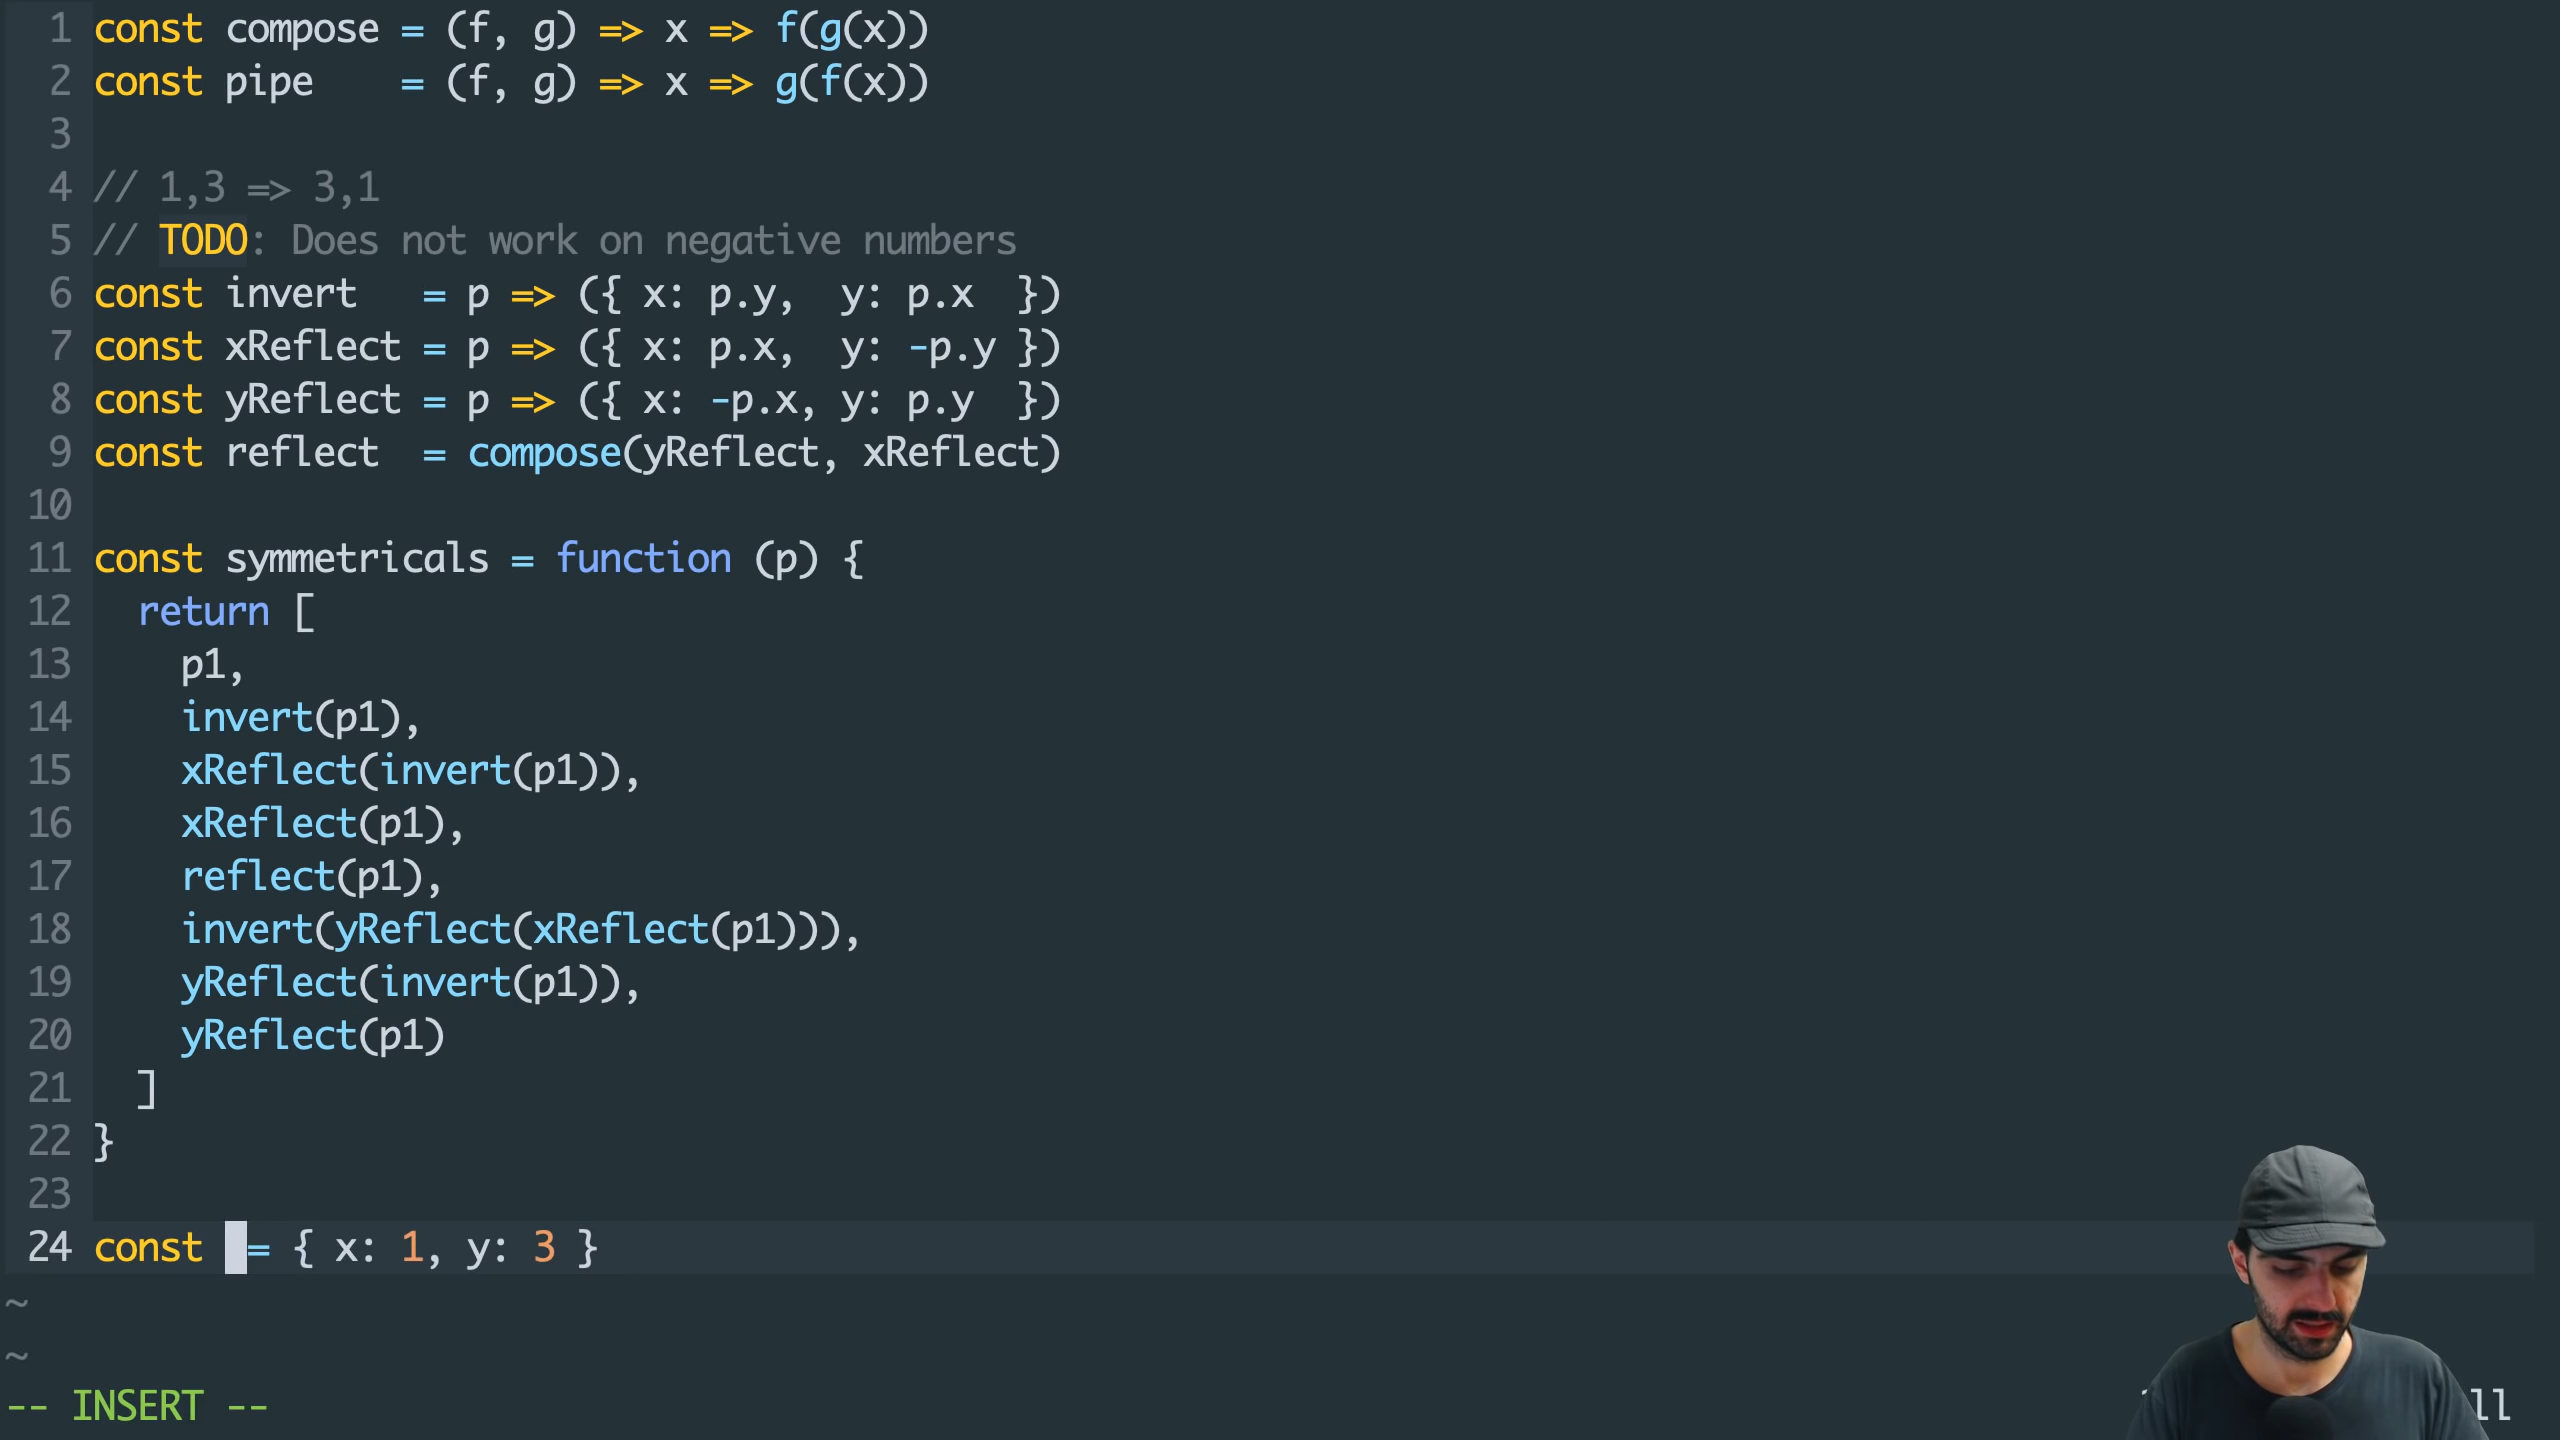 1 const compose = (f, g) => x => f(g(x))
2 const pipe    = (f, g) => x => g(f(x))
3
4 // 1,3 => 3,1
5 // TODO: Does not work on negative numbers
6 const invert   = p => ({ x: p.y,  y: p.x  })
7 const xReflect = p => ({ x: p.x,  y: -p.y })
8 const yReflect = p => ({ x: -p.x, y: p.y  })
9 const reflect  = compose(yReflect, xReflect)
10
11 const symmetricals = function (p) {
12   return [
13     p1,
14     invert(p1),
15     xReflect(invert(p1)),
16     xReflect(p1),
17     reflect(p1),
18     invert(yReflect(xReflect(p1))),
19     yReflect(invert(p1)),
20     yReflect(p1)
21   ]
22 }
23
24 const = { x: 1, y: 3 }
~
~
-- INSERT --